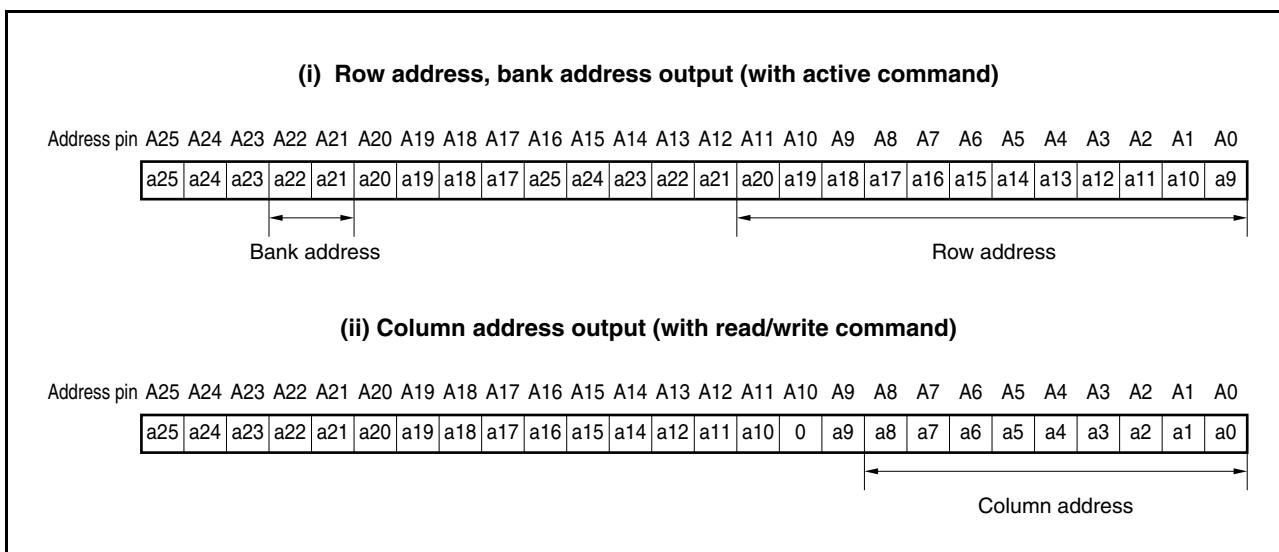 (i) Row address, bank address output (with active command)
Address pin A25 A24 A23 A22 A21 A20 A19 A18 A17 A16 A15 A14 A13 A12 A11 A10 A9 A8 A7 A6 A5 A4 A3 A2 A1 A0
a25 a24 a23 a22 a21 a20 a19 a18 a17 a25 a24 a23 a22 a21 a20 a19 a18 a17 a16 a15 a14 a13 a12 a11 a10 a9
Bank address Row address
(ii) Column address output (with read/write command)
Address pin A25 A24 A23 A22 A21 A20 A19 A18 A17 A16 A15 A14 A13 A12 A11 A10 A9 A8 A7 A6 A5 A4 A3 A2 A1 A0
a25 a24 a23 a22 a21 a20 a19 a18 a17 a16 a15 a14 a12 a11 a10 0 a9 a8 a7 a6 a5 a4 a3 a2 a1 a0
Column address